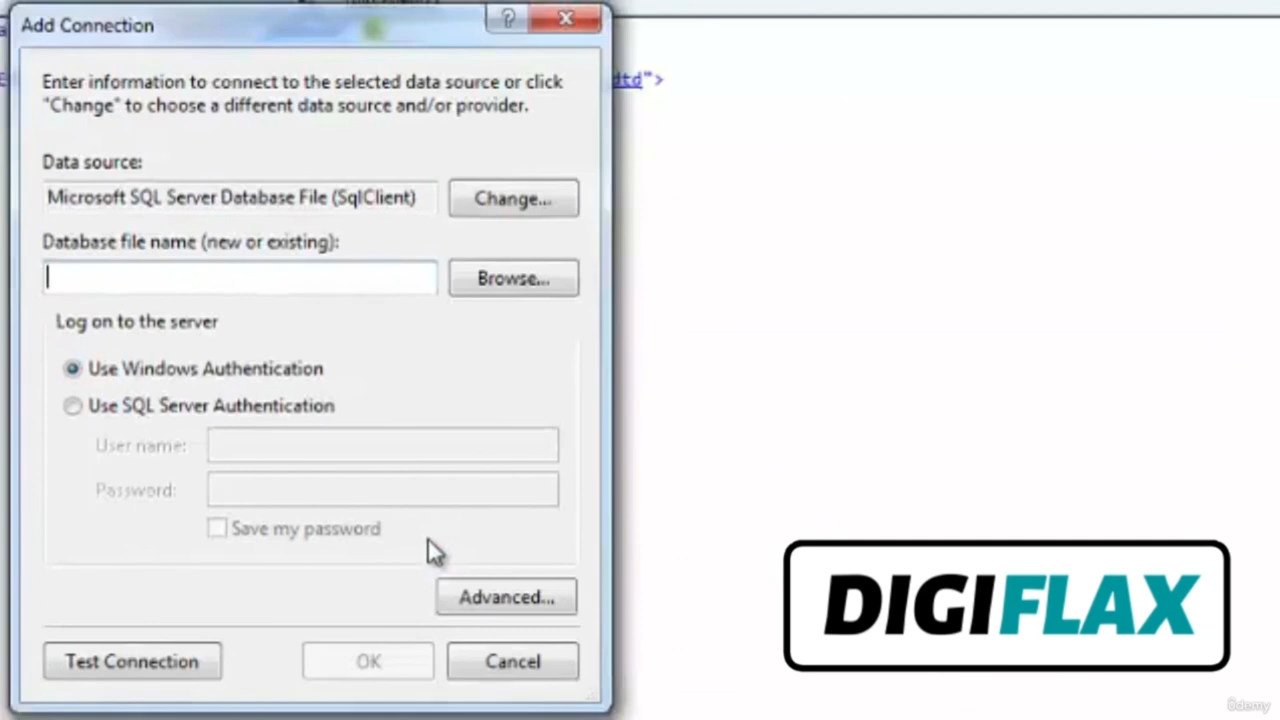 Add Connection
?
Enter information to connect to the selected data source or click
"Change" to choose a different data source and/or provider.
dtd">
Data source:
Microsoft SQL Server Database File (SqlClient)
Change...
Database file name (new or existing):
Browse...
Log on to the server
Use Windows Authentication
Use SQL Server Authentication
User name:
Password:
Save my password
Advanced...
Test Connection
OK
Cancel
DIGIFLAX
ûdemy